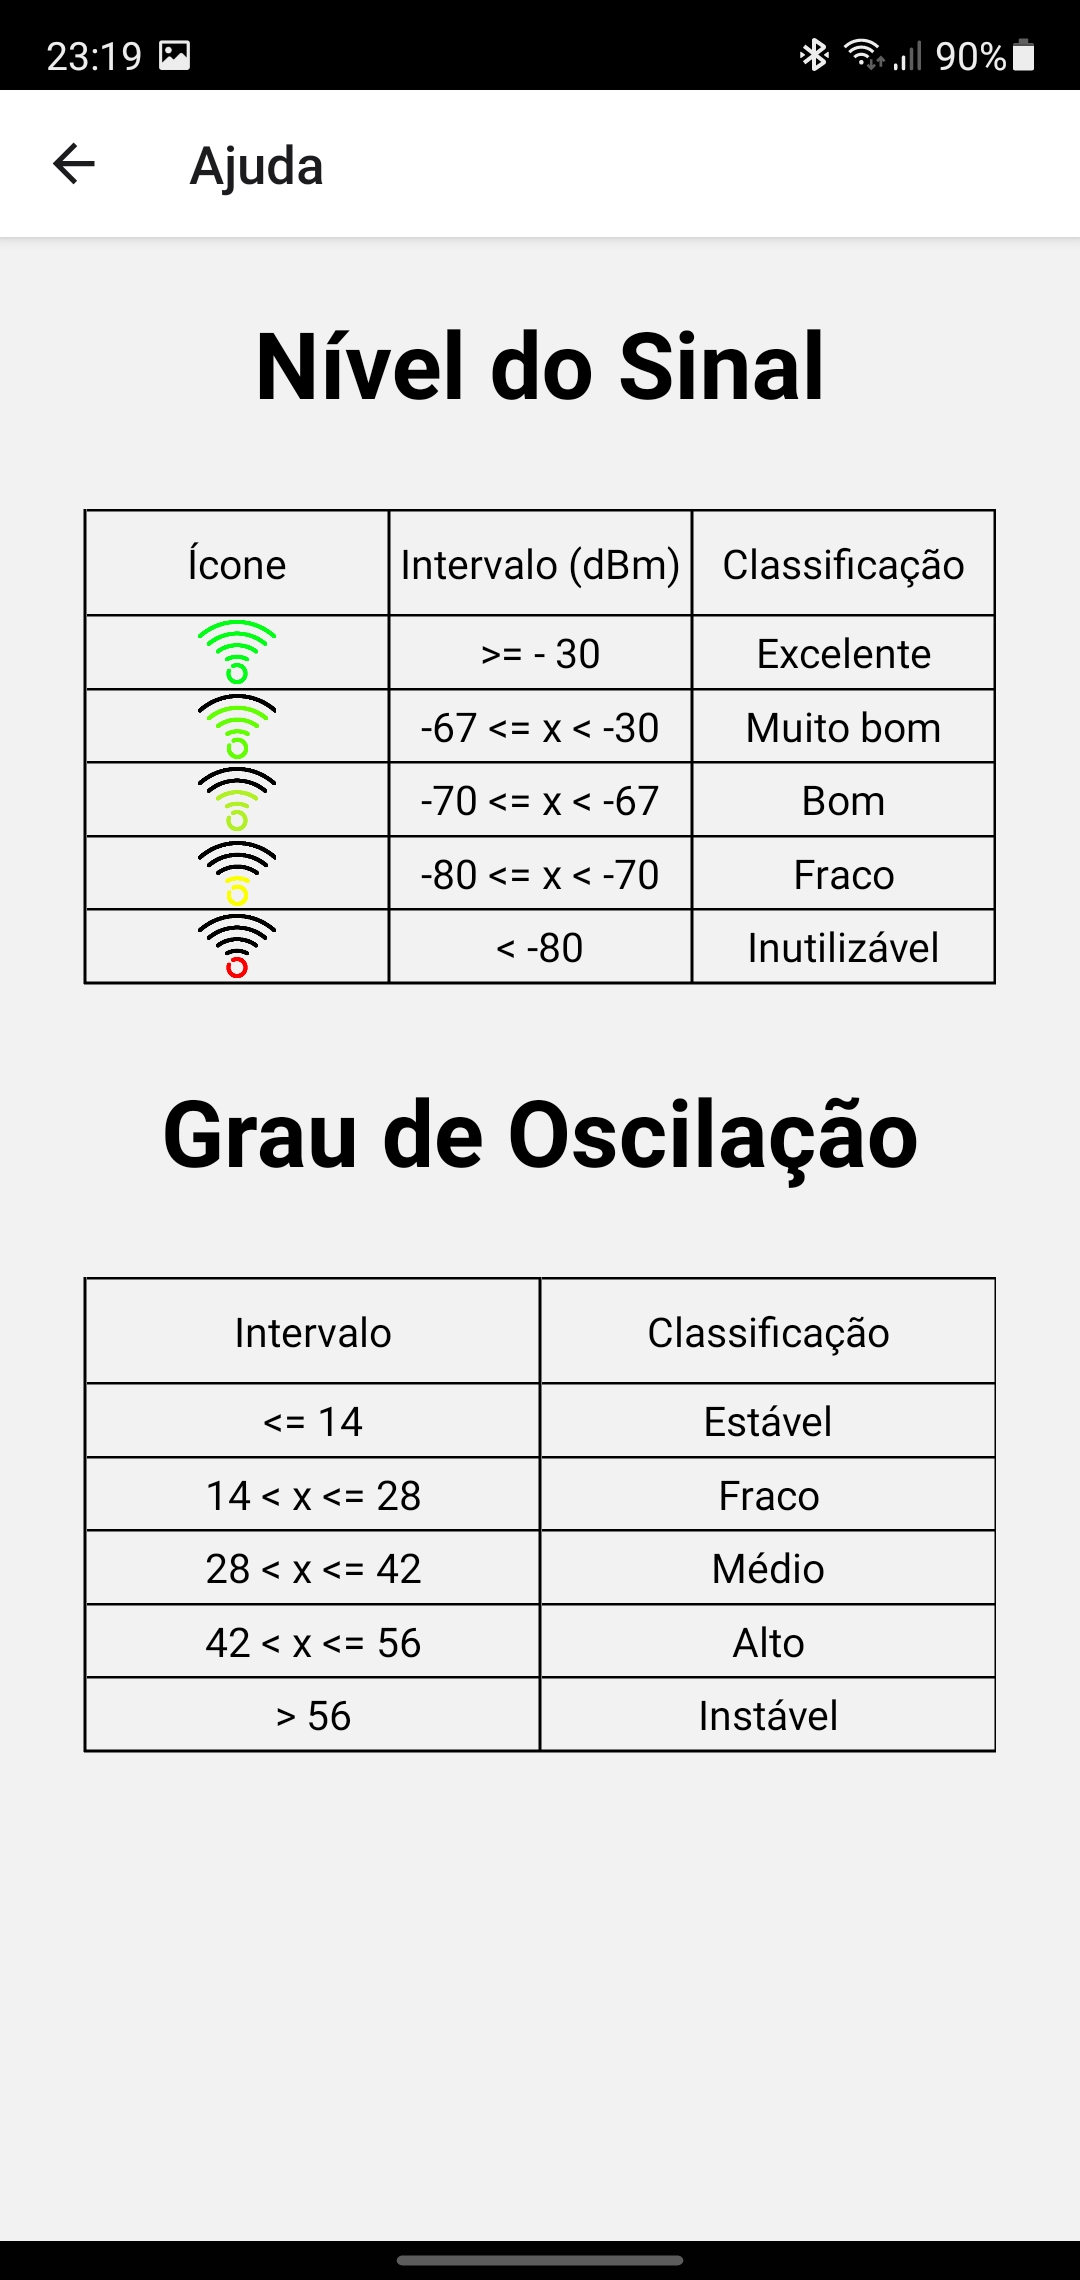 23:19 90%
Ajuda
Nível do Sinal
Ícone Intervalo (dBm) Classificação
>= - 30 Excelente
-67 <= x < -30 Muito bom
-70 <= x < -67 Bom
-80 <= x < -70 Fraco
< -80 Inutilizável
Grau de Oscilação
Intervalo Classificação
<= 14 Estável
14 < x <= 28 Fraco
28 < x <= 42 Médio
42 < x <= 56 Alto
> 56 Instável